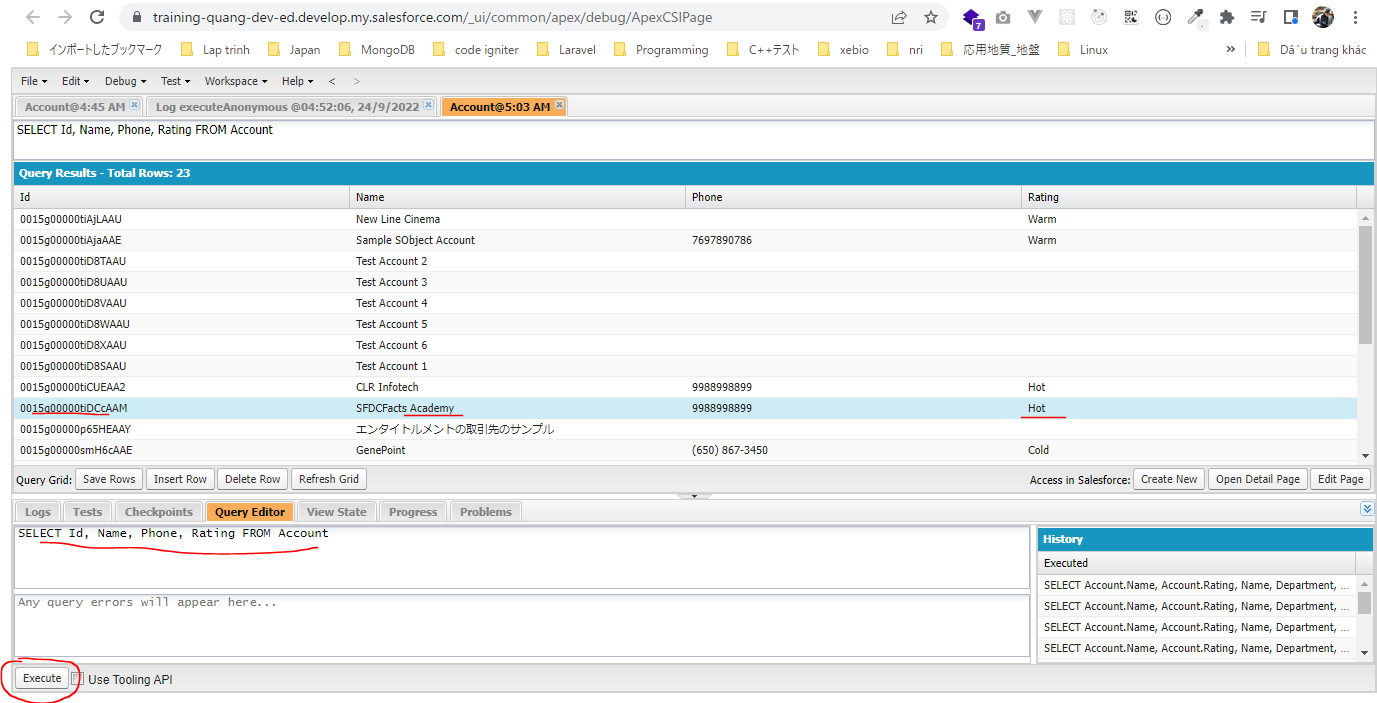 training-quang-dev-ed.develop.my.salesforce.com/_ui/common/apex/debug/ApexCSIPage
7
インポートしたブックマーク Lap trinh Japan MongoDB code igniter Laravel Programming C++テスト xebio nri 応用地質_地盤 Linux » Dấu trang khác
File Edit Debug Test Workspace Help < >
Account@4:45 AM Log executeAnonymous @04:52:06, 24/9/2022 Account@5:03 AM
SELECT Id, Name, Phone, Rating FROM Account
Query Results - Total Rows: 23
Id Name Phone Rating
0015g00000tiAjLAAU New Line Cinema Warm
0015g00000tiAjaAAE Sample SObject Account 7697890786 Warm
0015g00000tiD8TAAU Test Account 2
0015g00000tiD8UAAU Test Account 3
0015g00000tiD8VAAU Test Account 4
0015g00000tiD8WAAU Test Account 5
0015g00000tiD8XAAU Test Account 6
0015g00000tiD8SAAU Test Account 1
0015g00000tiCUEAA2 CLR Infotech 9988998899 Hot
0015g00000tiDCcAAM SFDCFacts Academy 9988998899 Hot
0015g00000p65HEAAY エンタイトルメントの取引先のサンプル
0015g00000smH6cAAE GenePoint (650) 867-3450 Cold
Query Grid: Save Rows Insert Row Delete Row Refresh Grid Access in Salesforce: Create New Open Detail Page Edit Page
Logs Tests Checkpoints Query Editor View State Progress Problems
SELECT Id, Name, Phone, Rating FROM Account
Any query errors will appear here...
History
Executed
SELECT Account.Name, Account.Rating, Name, Department, ...
SELECT Account.Name, Account.Rating, Name, Department, ...
SELECT Account.Name, Account.Rating, Name, Department, ...
SELECT Account.Name, Account.Rating, Name, Department, ...
Execute Use Tooling API